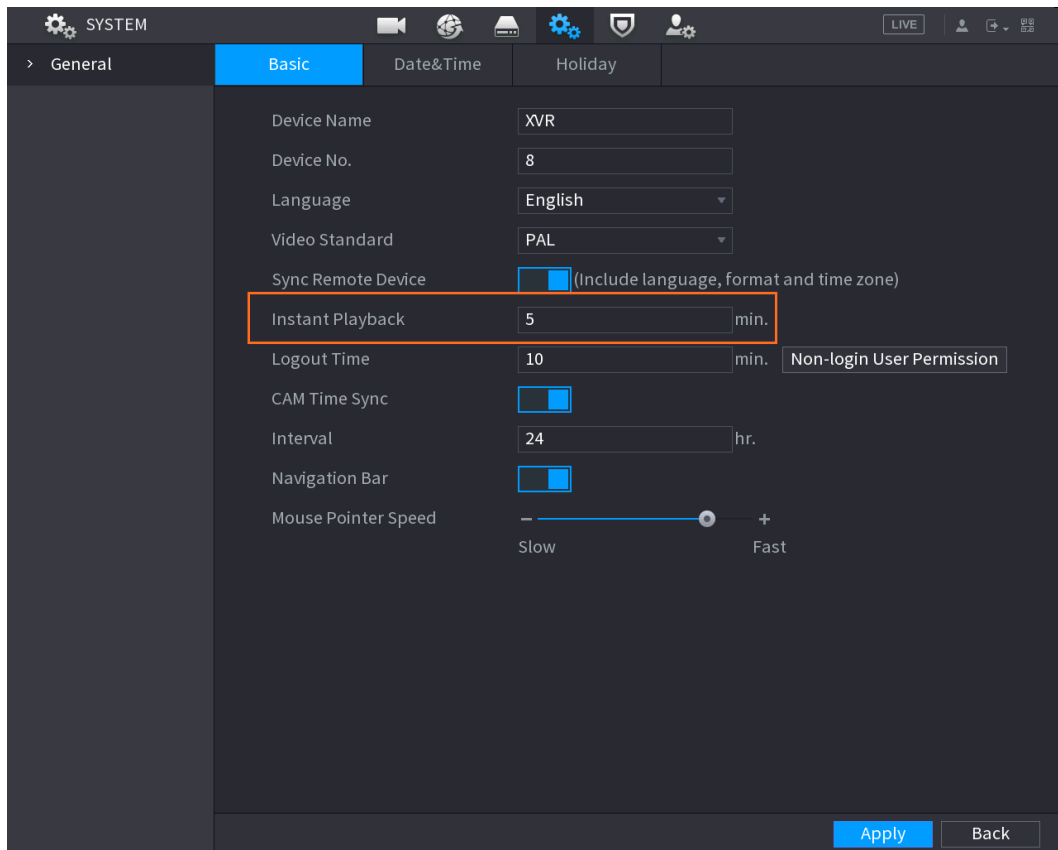 SYSTEM LIVE
> General Basic Date&Time Holiday
Device Name XVR
Device No. 8
Language English
Video Standard PAL
Sync Remote Device (Include language, format and time zone)
Instant Playback 5 min.
Logout Time 10 min. Non-login User Permission
CAM Time Sync
Interval 24 hr.
Navigation Bar
Mouse Pointer Speed − +
Slow Fast
Apply Back